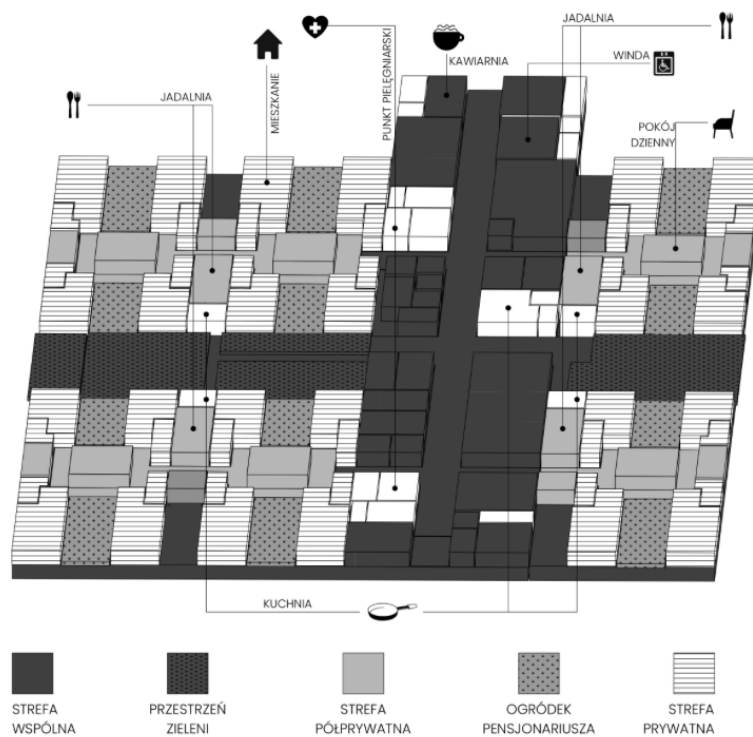 JADALNIA
MIESZKANIE
PUNKT PIELĘGNIARSKI
KAWIARNIA
JADALNIA
WINDA
POKÓJ
DZIENNY
JADALNIA
KUCHNIA
STREFA
WSPÓLNA
PRZESTRZEŃ
ZIELENI
STREFA
PÓŁPRYWATNA
OGRÓDEK
PENSJONARIUSZA
STREFA
PRYWATNA